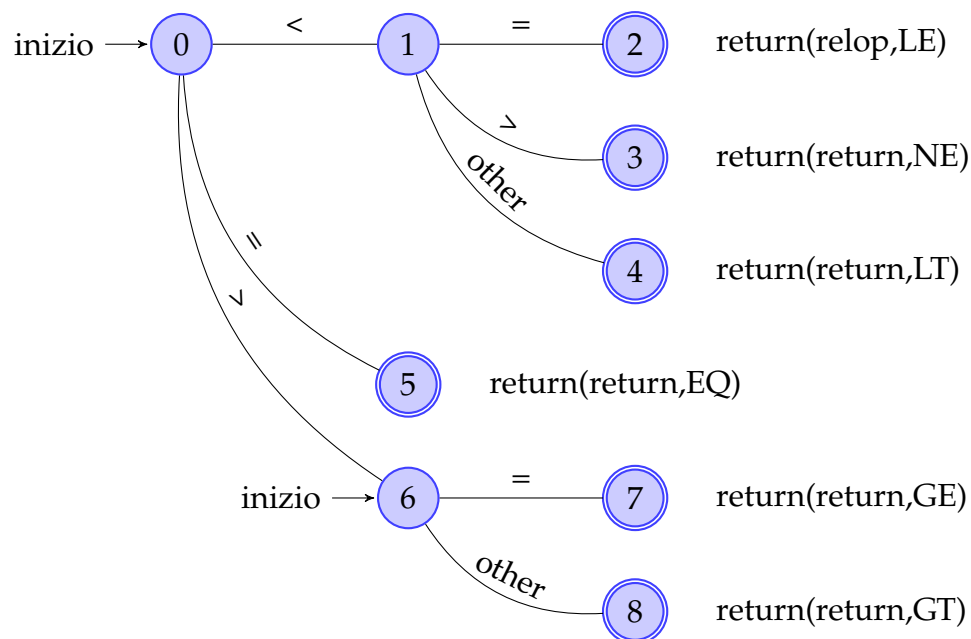 inizio 0 < 1 = 2 return(relop,LE)
> 3 return(return,NE)
other 4 return(return,LT)
= 5 return(return,EQ)
>
inizio 6 = 7 return(return,GE)
other 8 return(return,GT)